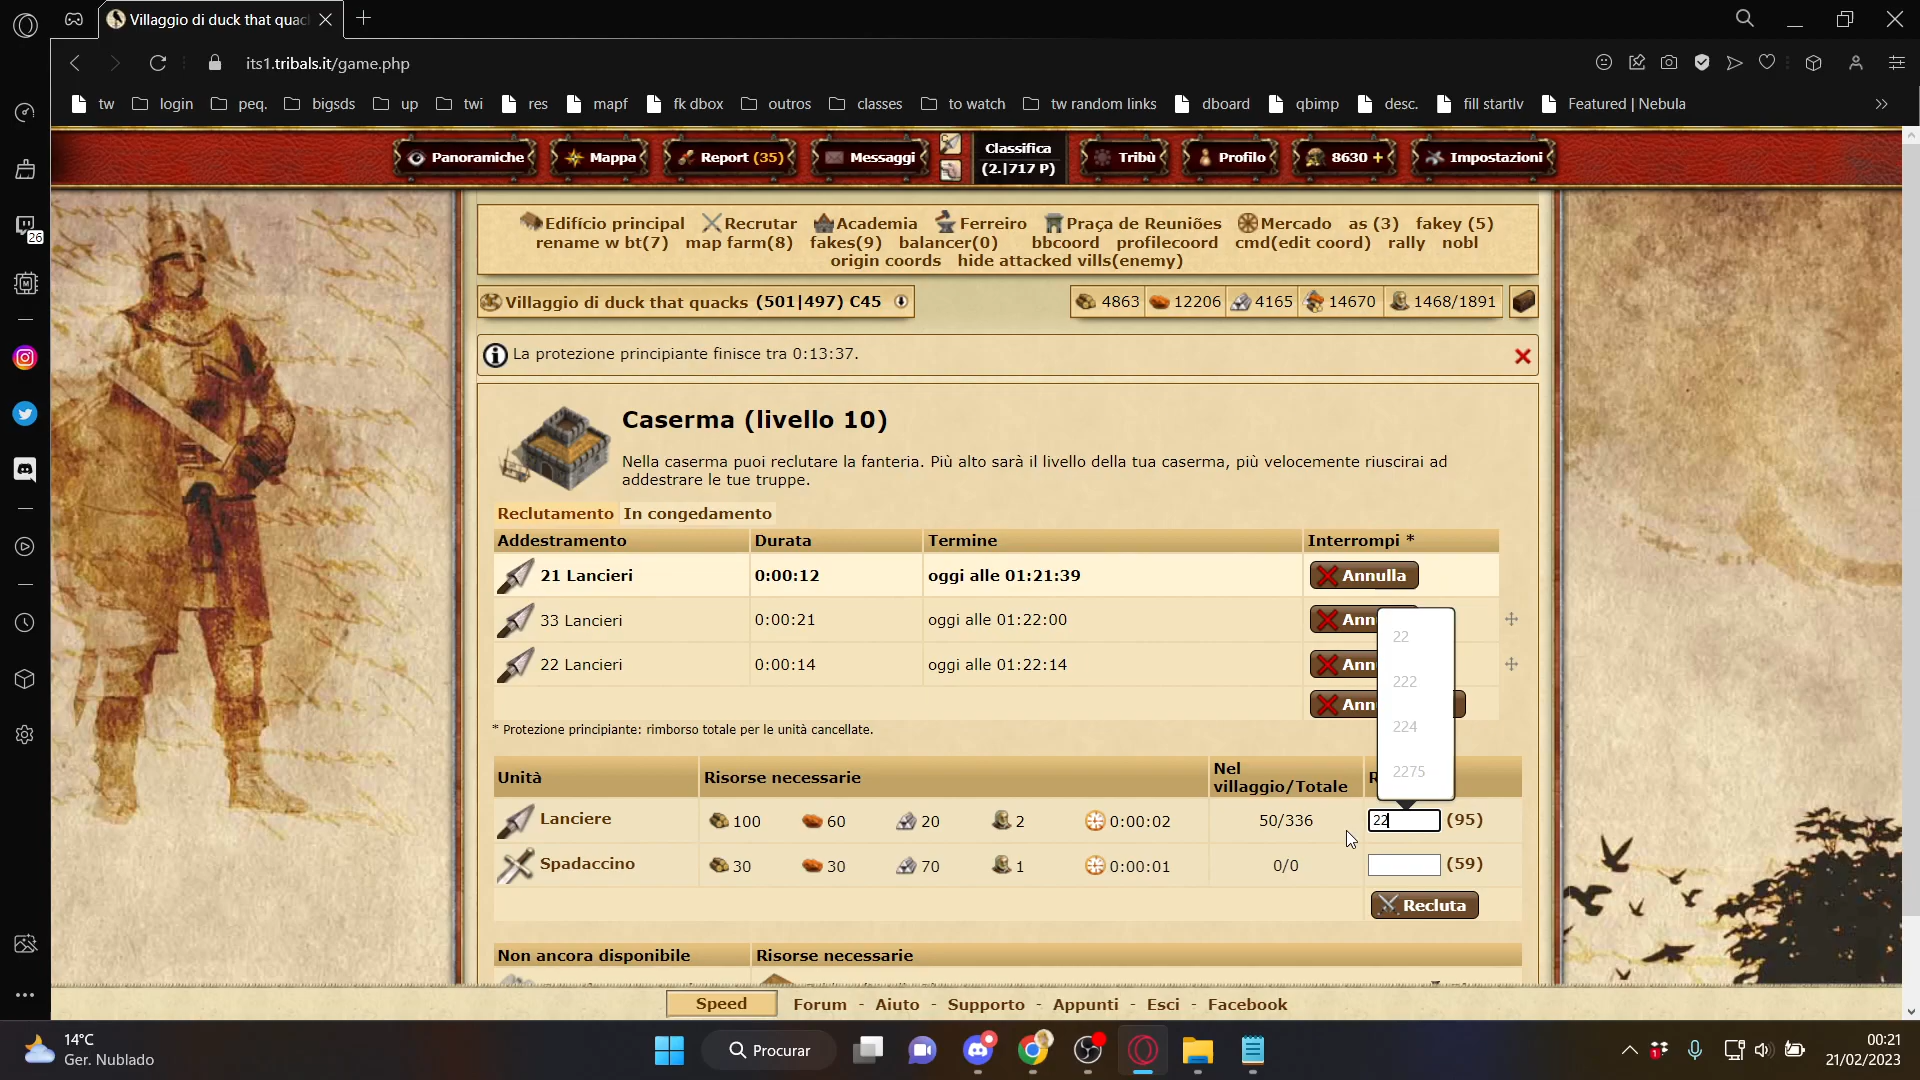 Villaggio di duck that quac
its1.tribals.it/game.php
tw login peq. bigsds up twi res mapf fk dbox outros classes to watch tw random links dboard qbimp desc. fill startlv Featured | Nebula
Panoramiche Mappa Report (35) Messaggi Classifica Tribù Profilo 8630 + Impostazioni
(2.|717 P)
Edifício principal Recrutar Academia Ferreiro Praça de Reuniões Mercado as (3) fakey (5)
rename w bt(7) map farm(8) fakes(9) balancer(0) bbcoord profilecoord cmd(edit coord) rally nobl
origin coords hide attacked vills(enemy)
26
Villaggio di duck that quacks (501|497) C45 4863 12206 4165 14670 1468/1891
La protezione principiante finisce tra 0:13:37.
Caserma (livello 10)
Nella caserma puoi reclutare la fanteria. Più alto sarà il livello della tua caserma, più velocemente riuscirai ad
addestrare le tue truppe.
Reclutamento In congedamento
Addestramento Durata Termine Interrompi *
21 Lancieri 0:00:12 oggi alle 01:21:39 Annulla
33 Lancieri 0:00:21 oggi alle 01:22:00 Ann
22
22 Lancieri 0:00:14 oggi alle 01:22:14 Ann
222
Ann
224
* Protezione principiante: rimborso totale per le unità cancellate.
2275
Unità Risorse necessarie Nel villaggio/Totale R
Lanciere 100 60 20 2 0:00:02 50/336 22 (95)
Spadaccino 30 30 70 1 0:00:01 0/0 (59)
Recluta
Non ancora disponibile Risorse necessarie
Speed Forum - Aiuto - Supporto - Appunti - Esci - Facebook
14°C
Ger. Nublado
Procurar
1
00:21
21/02/2023